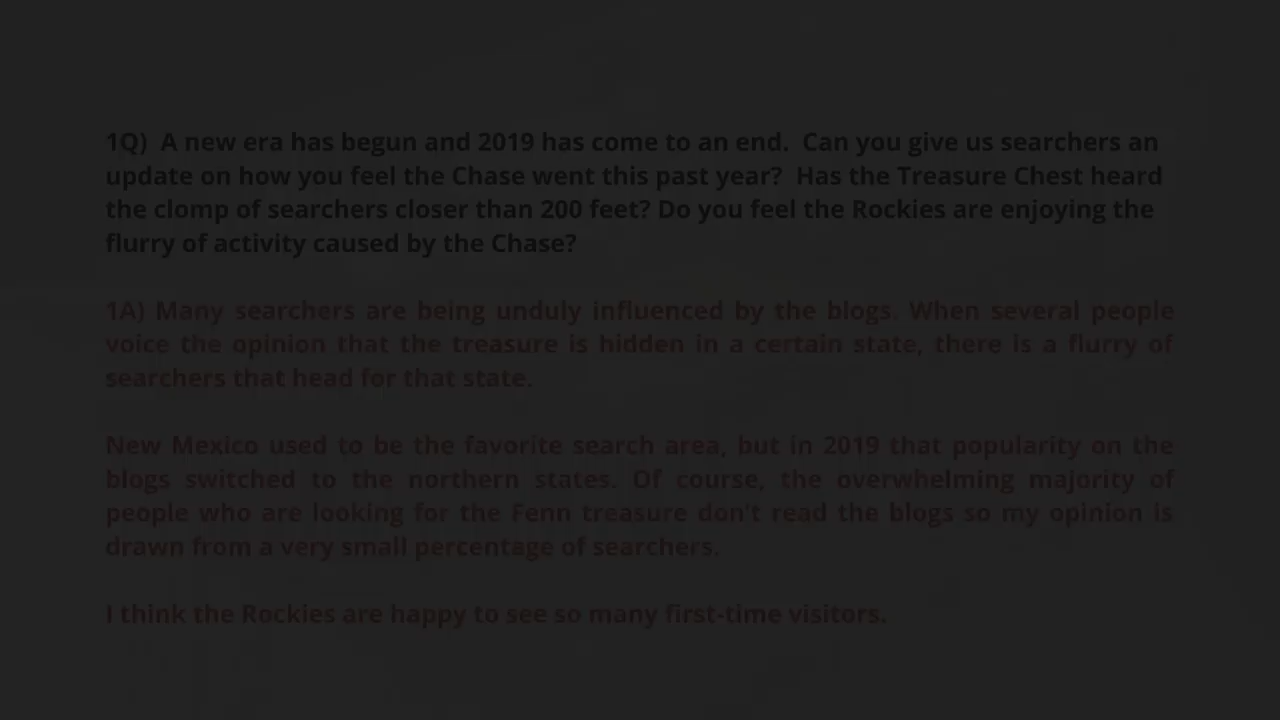 1Q)  A new era has begun and 2019 has come to an end.  Can you give us searchers an
update on how you feel the Chase went this past year?  Has the Treasure Chest heard
the clomp of searchers closer than 200 feet? Do you feel the Rockies are enjoying the
flurry of activity caused by the Chase?
1A) Many searchers are being unduly influenced by the blogs. When several people
voice the opinion that the treasure is hidden in a certain state, there is a flurry of
searchers that head for that state.
New Mexico used to be the favorite search area, but in 2019 that popularity on the
blogs switched to the northern states. Of course, the overwhelming majority of
people who are looking for the Fenn treasure don't read the blogs so my opinion is
drawn from a very small percentage of searchers.
I think the Rockies are happy to see so many first-time visitors.